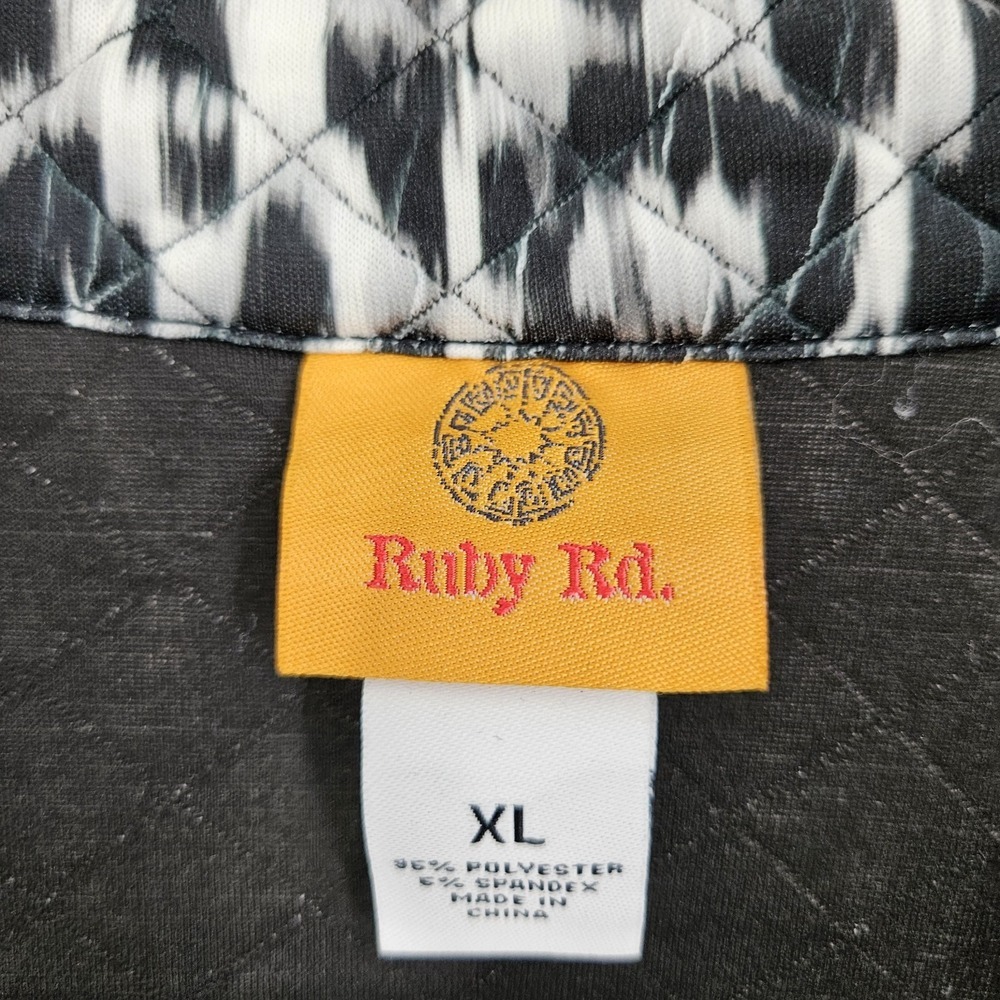 Ruby Rd.
XL
95% POLYESTER
5% SPANDEX
MADE IN
CHINA